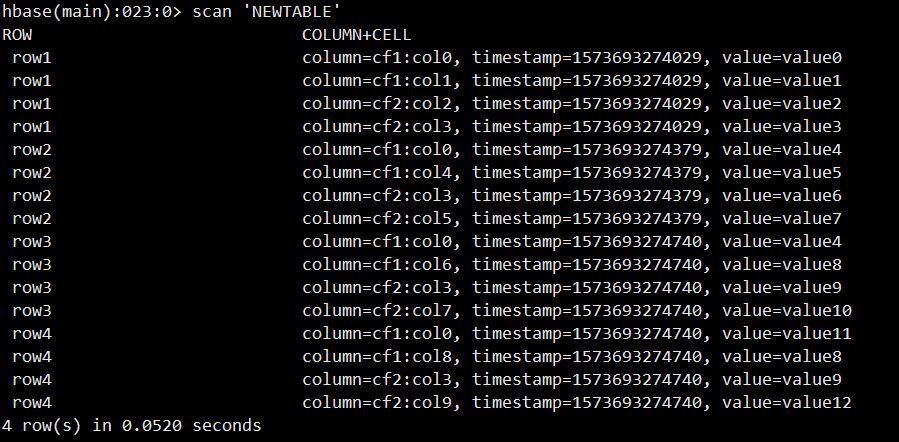 hbase(main):023:0> scan 'NEWTABLE'
ROW COLUMN+CELL
row1 column=cf1:col0, timestamp=1573693274029, value=value0
row1 column=cf1:col1, timestamp=1573693274029, value=value1
row1 column=cf2:col2, timestamp=1573693274029, value=value2
row1 column=cf2:col3, timestamp=1573693274029, value=value3
row2 column=cf1:col0, timestamp=1573693274379, value=value4
row2 column=cf1:col4, timestamp=1573693274379, value=value5
row2 column=cf2:col3, timestamp=1573693274379, value=value6
row2 column=cf2:col5, timestamp=1573693274379, value=value7
row3 column=cf1:col0, timestamp=1573693274740, value=value4
row3 column=cf1:col6, timestamp=1573693274740, value=value8
row3 column=cf2:col3, timestamp=1573693274740, value=value9
row3 column=cf2:col7, timestamp=1573693274740, value=value10
row4 column=cf1:col0, timestamp=1573693274740, value=value11
row4 column=cf1:col8, timestamp=1573693274740, value=value8
row4 column=cf2:col3, timestamp=1573693274740, value=value9
row4 column=cf2:col9, timestamp=1573693274740, value=value12
4 row(s) in 0.0520 seconds